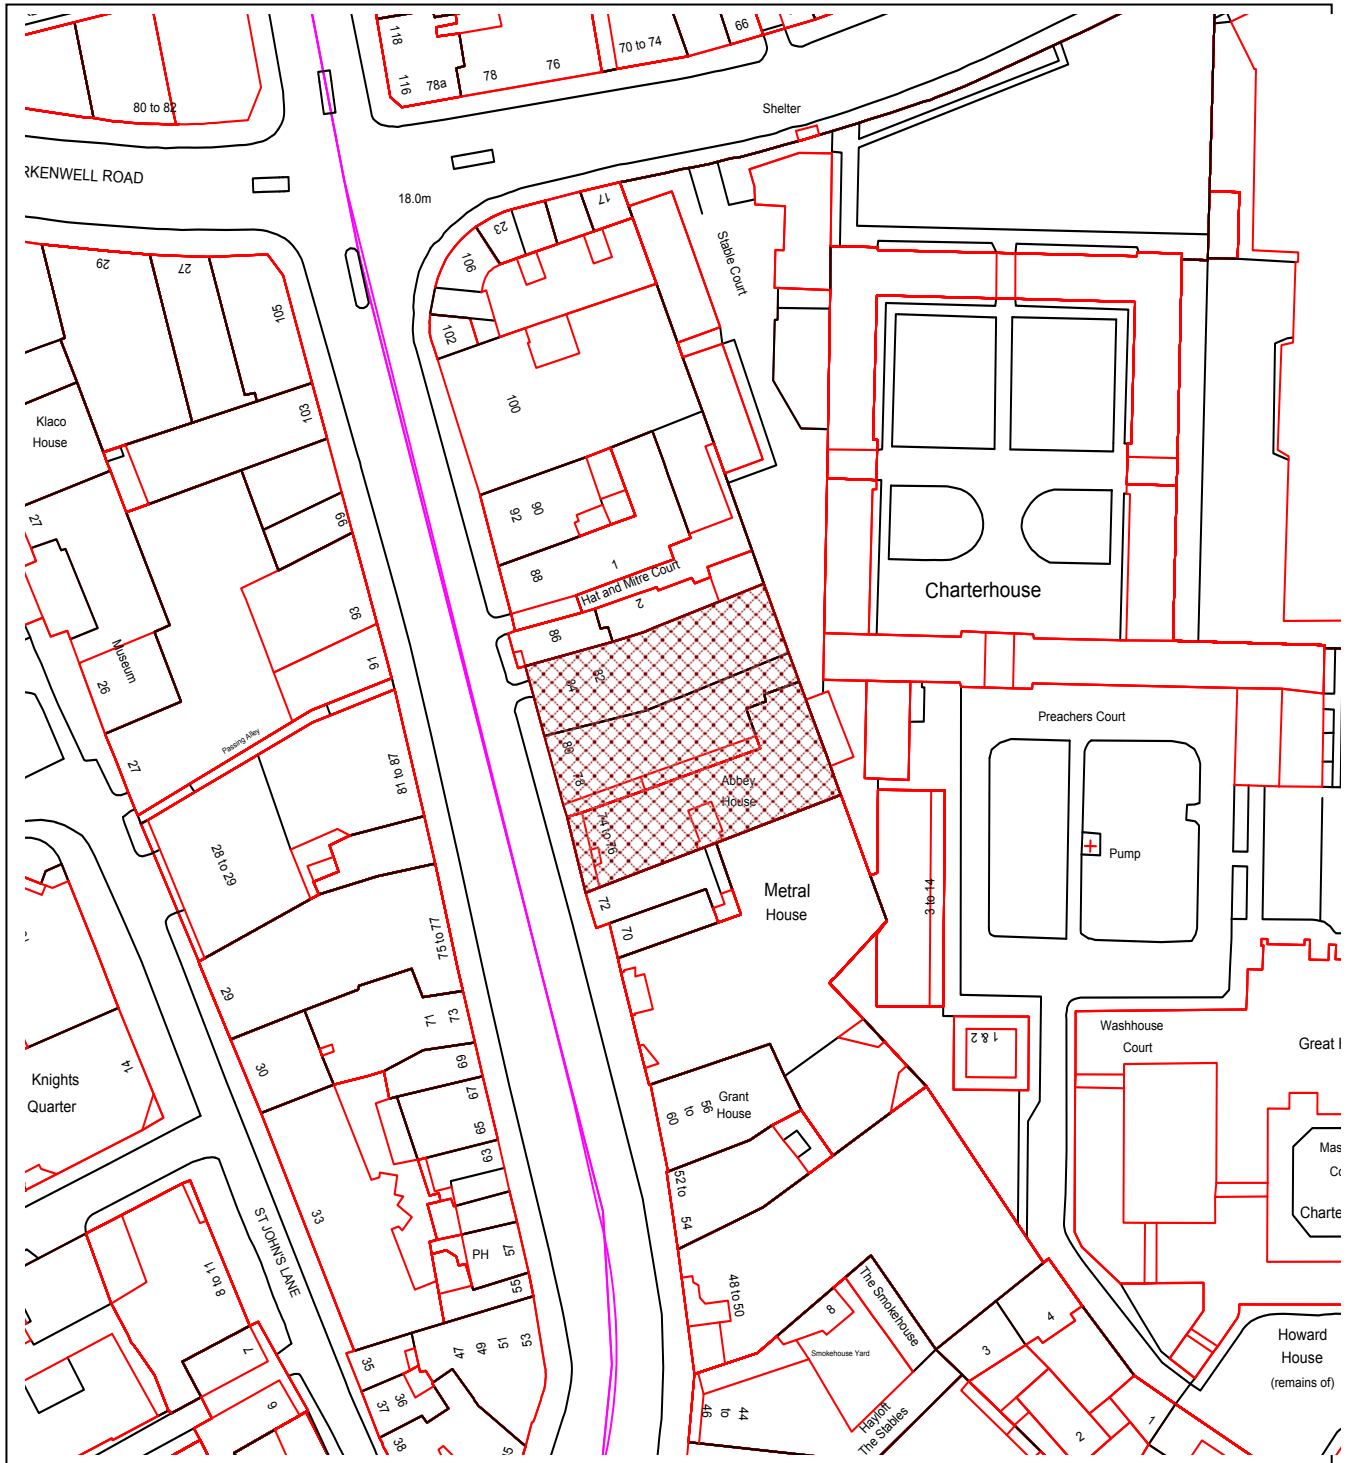 118
116
78a
78
76
70 to 74
66
80 to 82
Shelter
RKENWELL ROAD
18.0m
17
23
106
102
Stable Court
29
27
105
103
Klaco
House
100
92
90
88
1
Hat and Mitre Court
2
86
27
Museum
26
27
99
93
91
Passing Alley
81 to 87
84
82
80
78
Abbey
House
74 to 76
Charterhouse
Preachers Court
Pump
3 to 14
Metral
House
72
70
28 to 29
75 to 77
29
73
71
69
30
67
65
63
14
Knights
Quarter
1 & 2
Washhouse
Court
Great
Grant
House
56
to
60
52 to
54
33
ST JOHN'S LANE
8 to 11
PH
57
55
53
51
49
47
48 to 50
8
The Smokehouse
Smokehouse Yard
4
3
Mas
Charte
Howard
House
(remains of)
7
6
35
36
37
38
44
to
46
Hayloft
The Stables
2
1